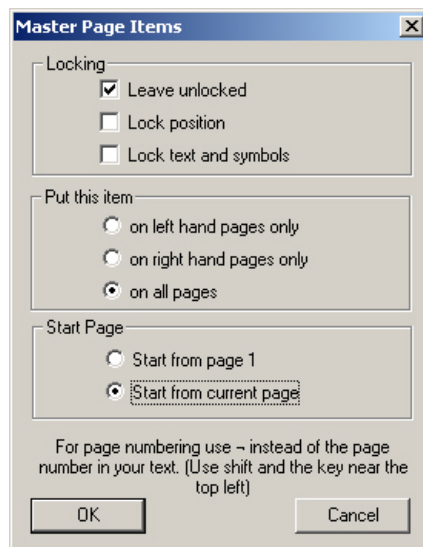 Master Page Items
Locking
Leave unlocked
Lock position
Lock text and symbols
Put this item
on left hand pages only
on right hand pages only
on all pages
Start Page
Start from page 1
Start from current page
For page numbering use ¬ instead of the page
number in your text. (Use shift and the key near the
top left)
OK Cancel